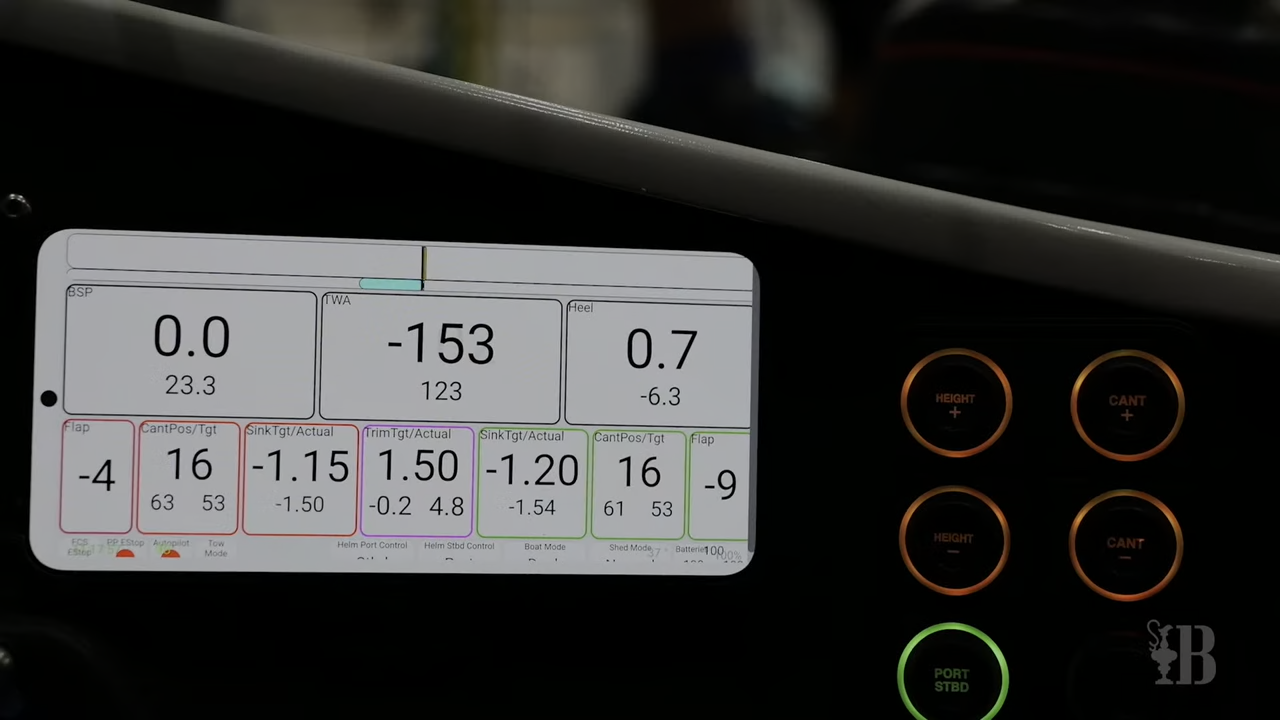 BSP
TWA
Heel
0.0
-153
0.7
23.3
123
-6.3
Flap
CantPos/Tgt
SinkTgt/Actual
TrimTgt/Actual
SinkTgt/Actual
CantPos/Tgt
Flap
-4
16
-1.15
1.50
-1.20
16
-9
63 53
-1.50
-0.2 4.8
-1.54
61 53
ECS
EStop
PP EStop
Autopilot
Tow
Mode
Helm Port Control
Helm Stbd Control
Boat Mode
Shed Mode
Batterie
100
100%
HEIGHT
+
CANT
+
HEIGHT
-
CANT
-
PORT
STBD
B